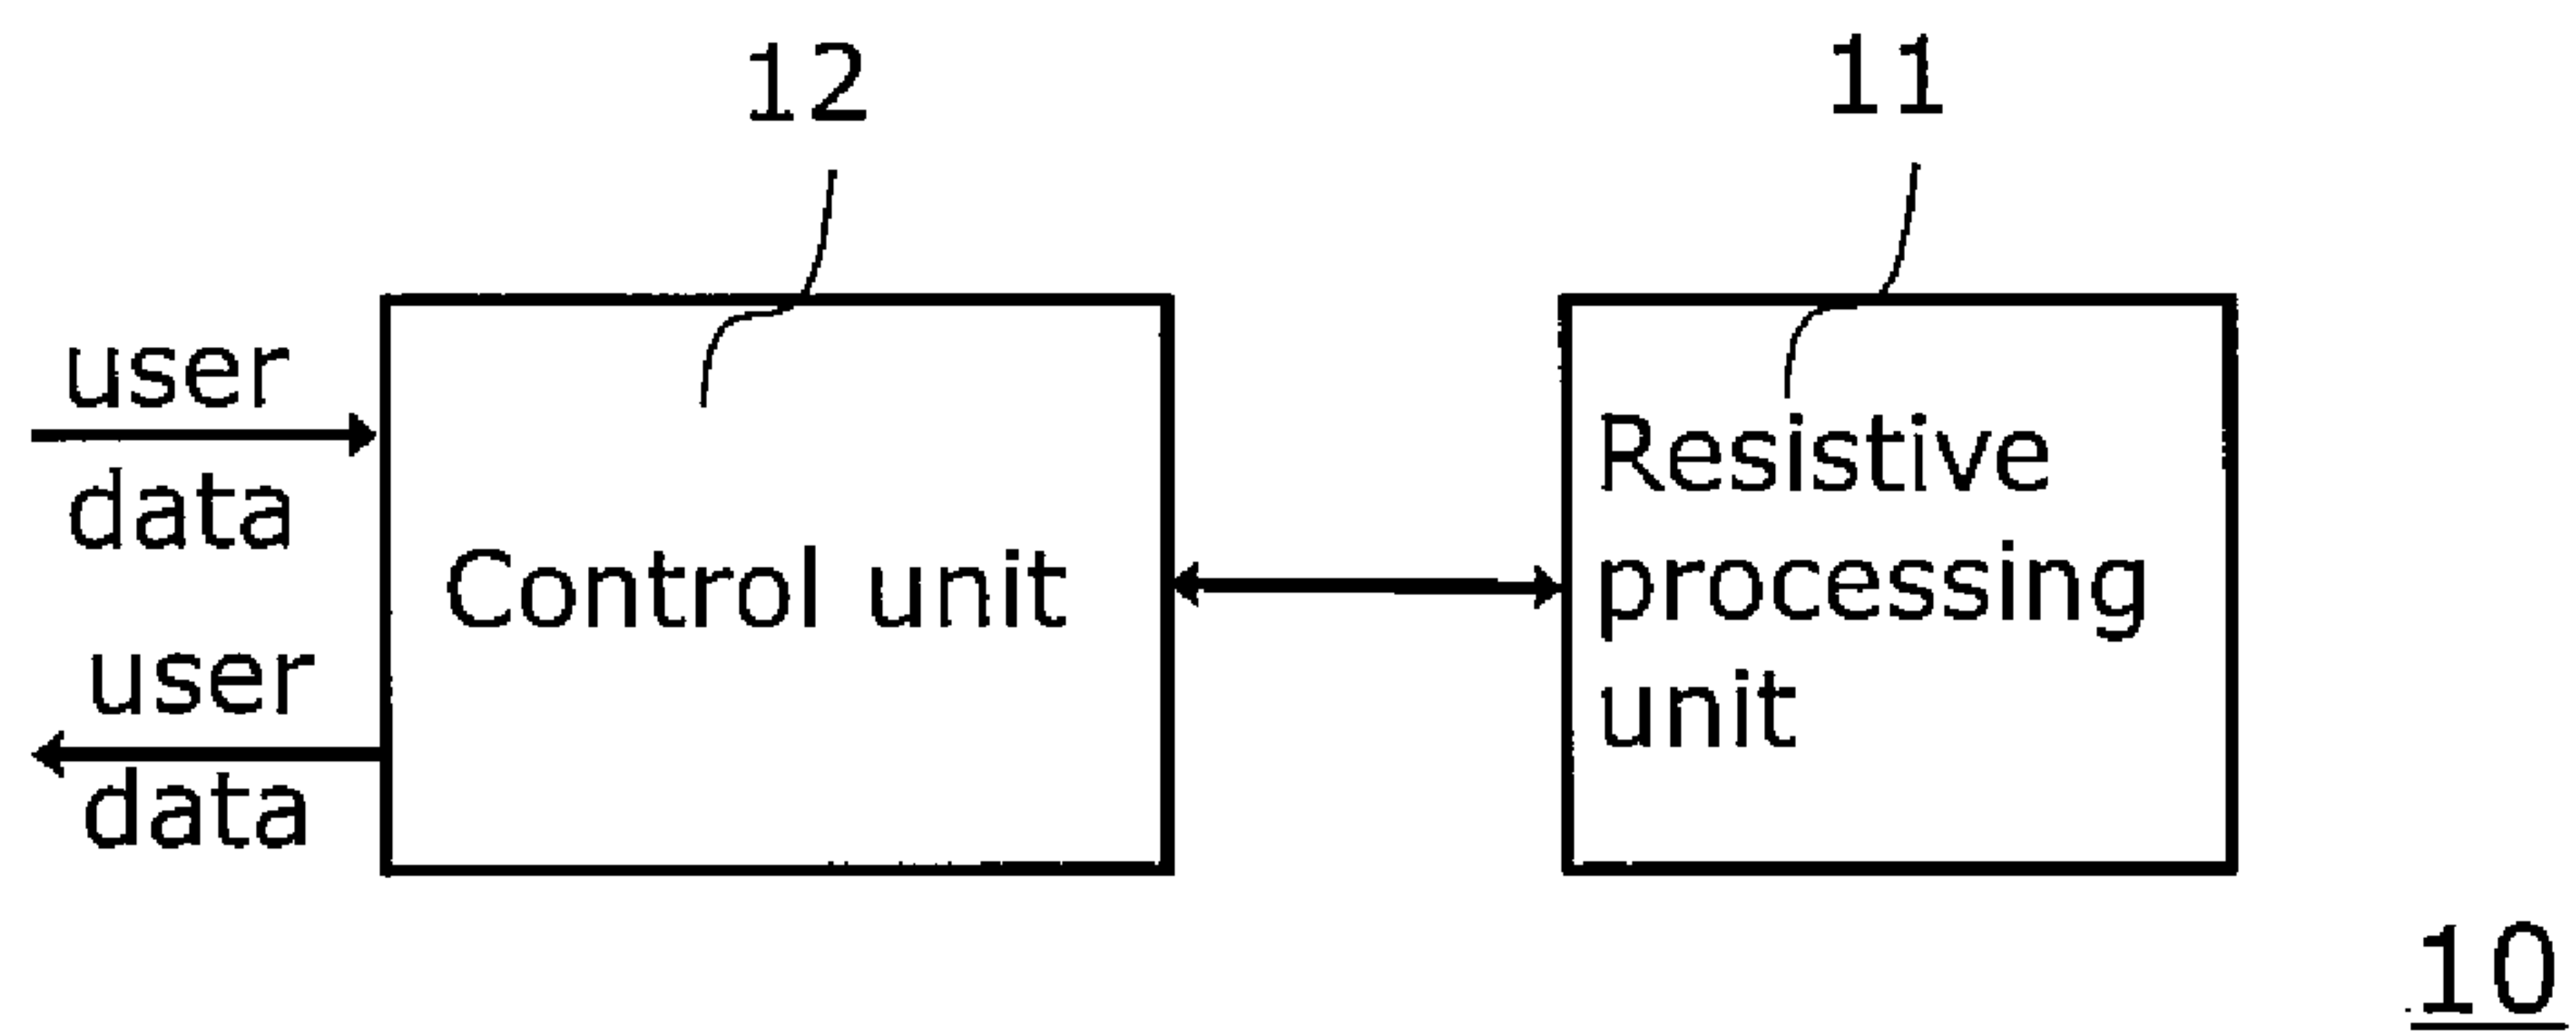 12
11
user
data
Control unit
user
data
Resistive
processing
unit
10